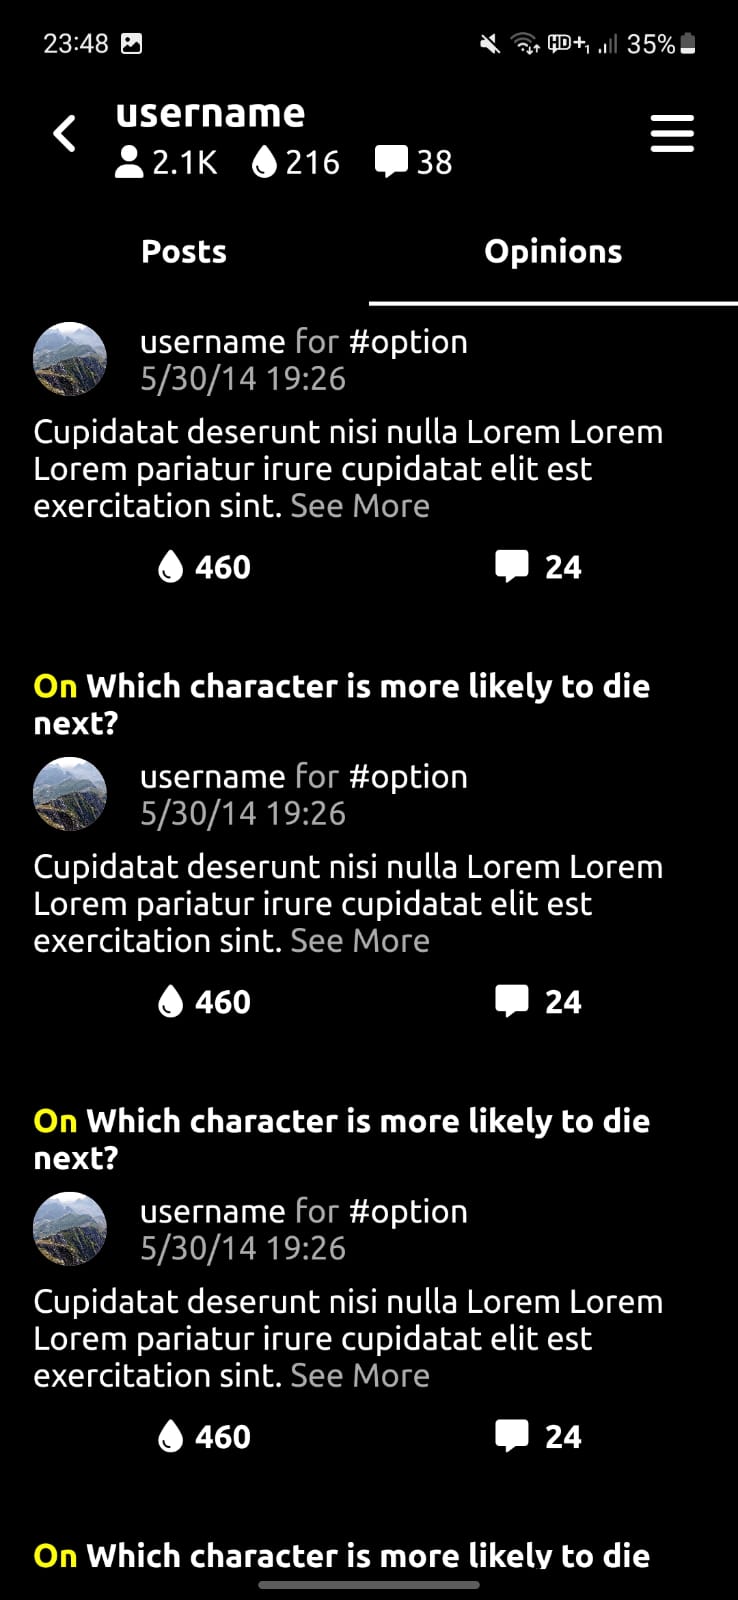 23:48 HD+1 35%
username
2.1K 216 38
Posts Opinions
username for #option
5/30/14 19:26
Cupidatat deserunt nisi nulla Lorem Lorem
Lorem pariatur irure cupidatat elit est
exercitation sint. See More
460 24
On Which character is more likely to die
next?
username for #option
5/30/14 19:26
Cupidatat deserunt nisi nulla Lorem Lorem
Lorem pariatur irure cupidatat elit est
exercitation sint. See More
460 24
On Which character is more likely to die
next?
username for #option
5/30/14 19:26
Cupidatat deserunt nisi nulla Lorem Lorem
Lorem pariatur irure cupidatat elit est
exercitation sint. See More
460 24
On Which character is more likely to die